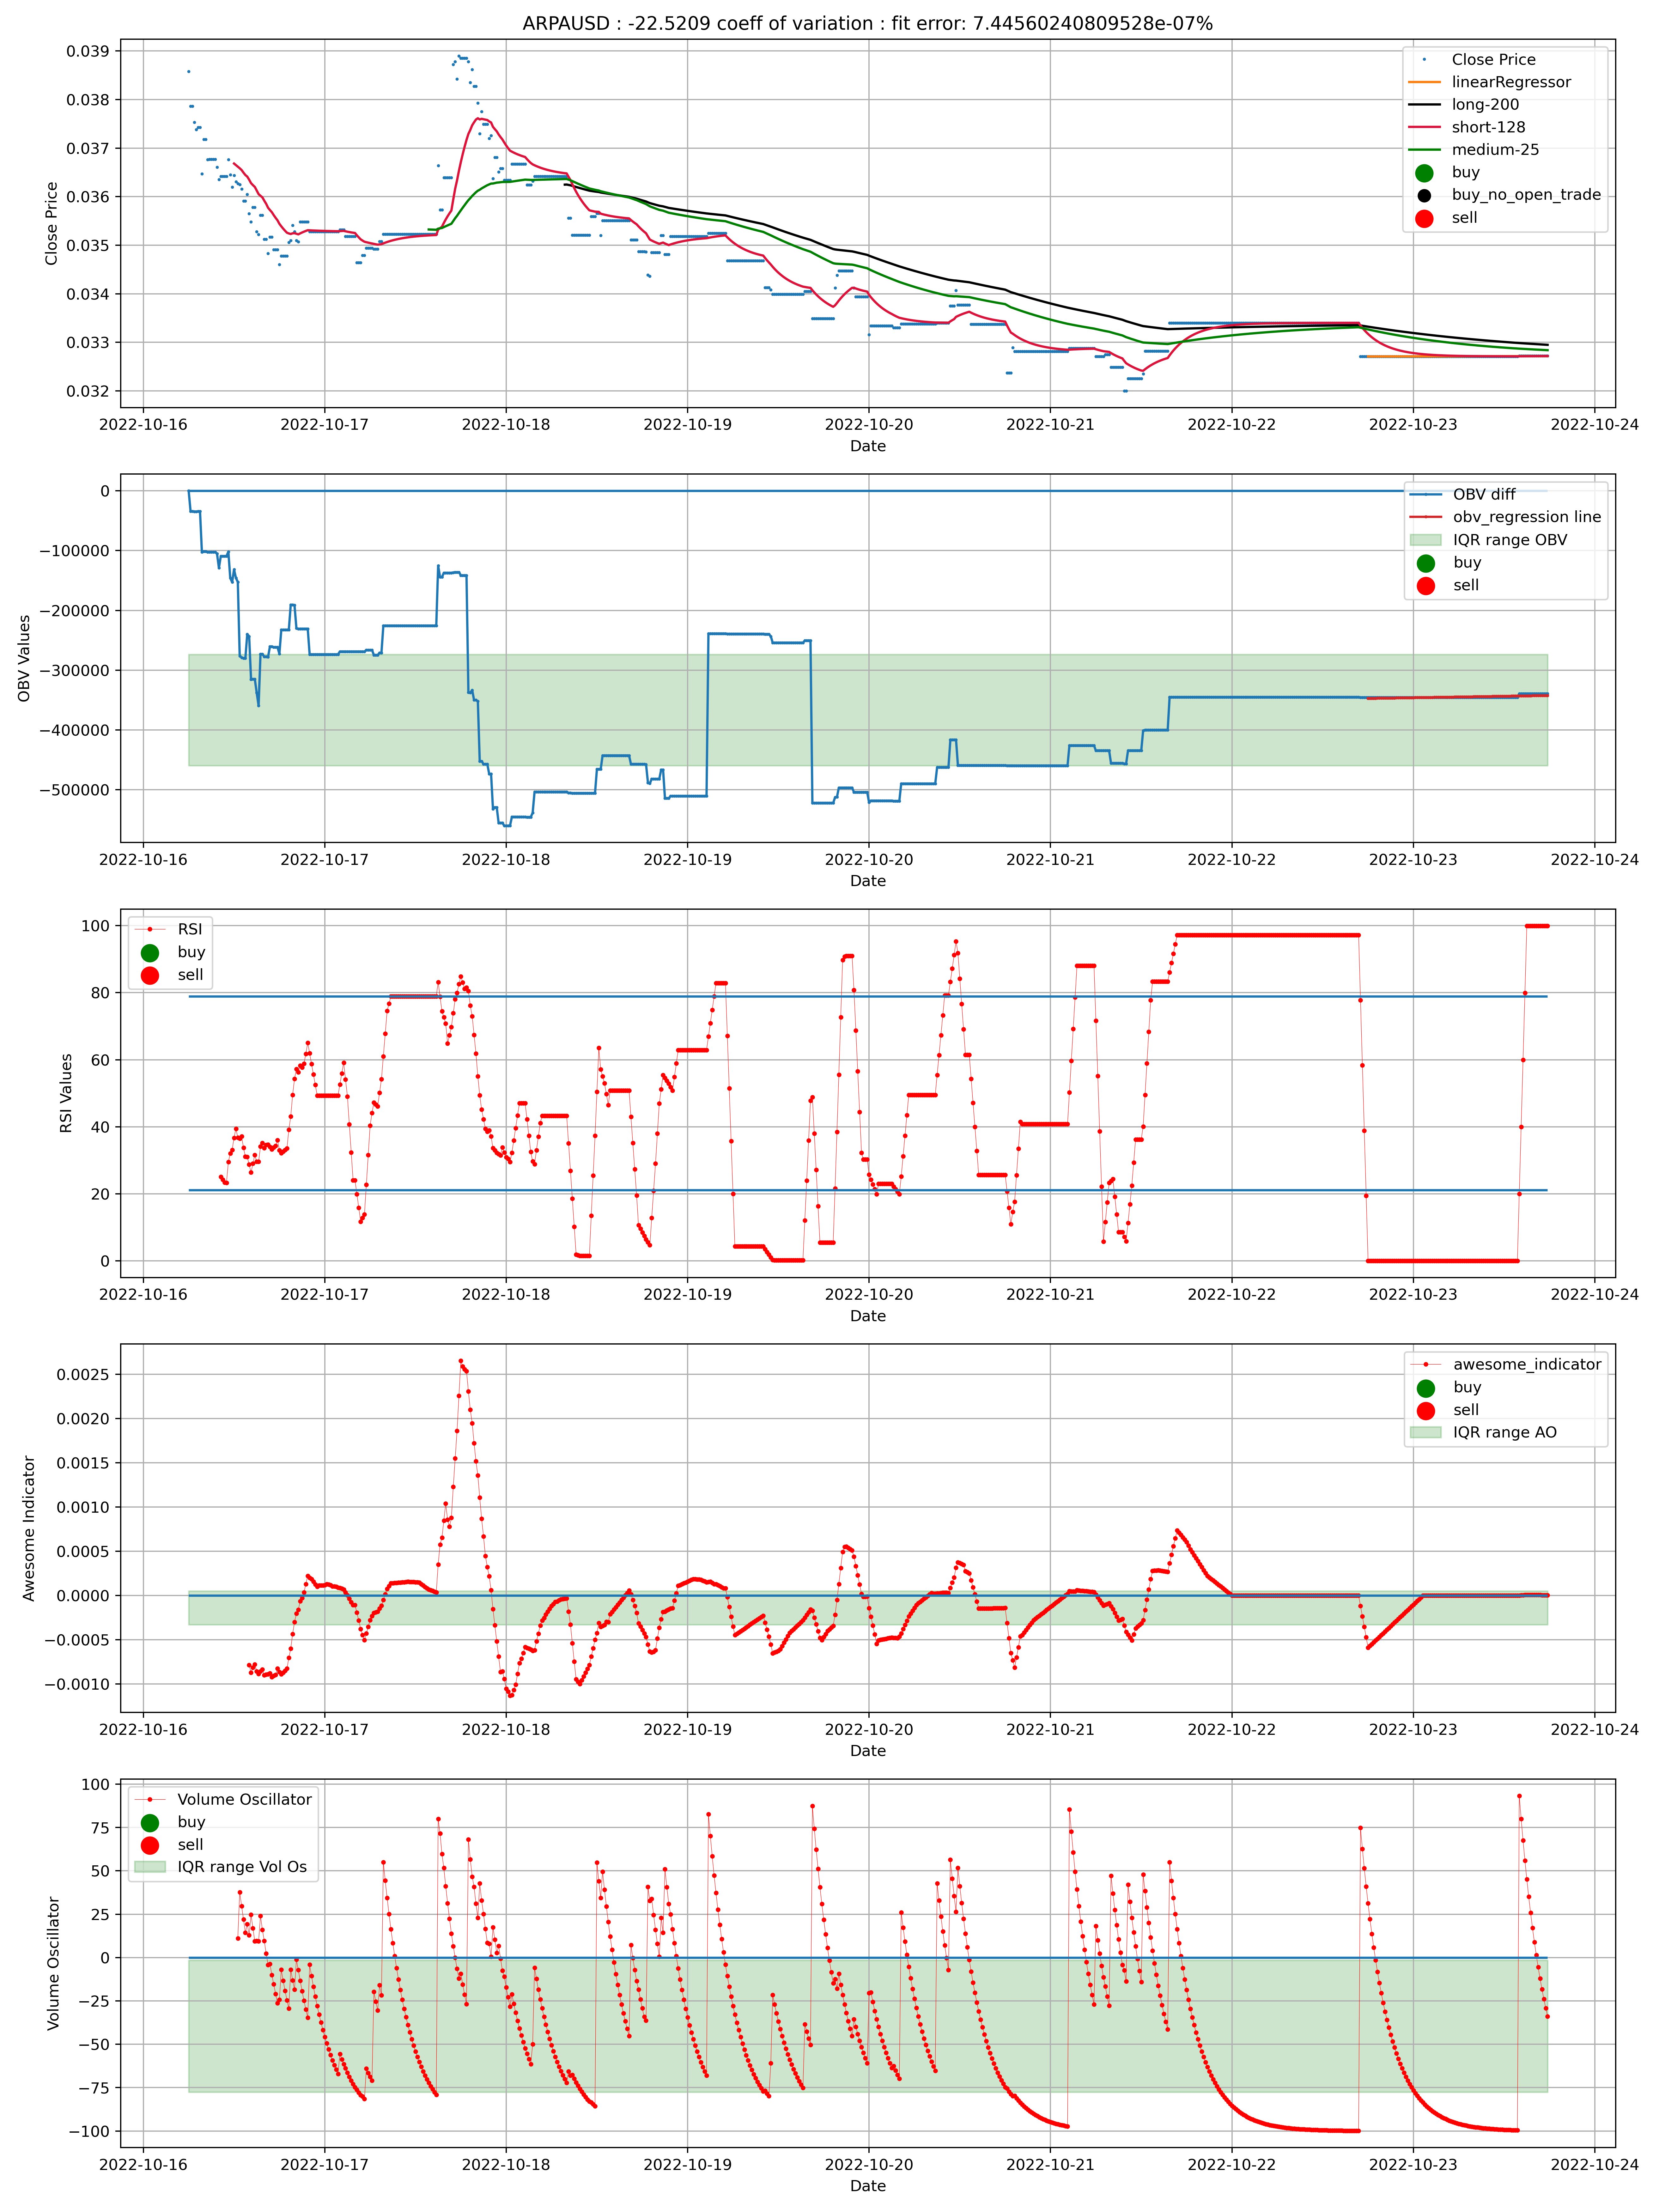 ARPAUSD : -22.5209 coeff of variation : fit error: 7.44560240809528e-07%
Close Price
0.039
0.038
0.037
0.036
0.035
0.034
0.033
0.032
Close Price
linearRegressor
long-200
short-128
medium-25
buy
buy_no_open_trade
sell
2022-10-16 2022-10-17 2022-10-18 2022-10-19 2022-10-20 2022-10-21 2022-10-22 2022-10-23 2022-10-24
Date
OBV Values
0
−100000
−200000
−300000
−400000
−500000
OBV diff
obv_regression line
IQR range OBV
buy
sell
2022-10-16 2022-10-17 2022-10-18 2022-10-19 2022-10-20 2022-10-21 2022-10-22 2022-10-23 2022-10-24
Date
RSI Values
100
80
60
40
20
0
RSI
buy
sell
2022-10-16 2022-10-17 2022-10-18 2022-10-19 2022-10-20 2022-10-21 2022-10-22 2022-10-23 2022-10-24
Date
Awesome Indicator
0.0025
0.0020
0.0015
0.0010
0.0005
0.0000
−0.0005
−0.0010
awesome_indicator
buy
sell
IQR range AO
2022-10-16 2022-10-17 2022-10-18 2022-10-19 2022-10-20 2022-10-21 2022-10-22 2022-10-23 2022-10-24
Date
Volume Oscillator
100
75
50
25
0
−25
−50
−75
−100
Volume Oscillator
buy
sell
IQR range Vol Os
2022-10-16 2022-10-17 2022-10-18 2022-10-19 2022-10-20 2022-10-21 2022-10-22 2022-10-23 2022-10-24
Date